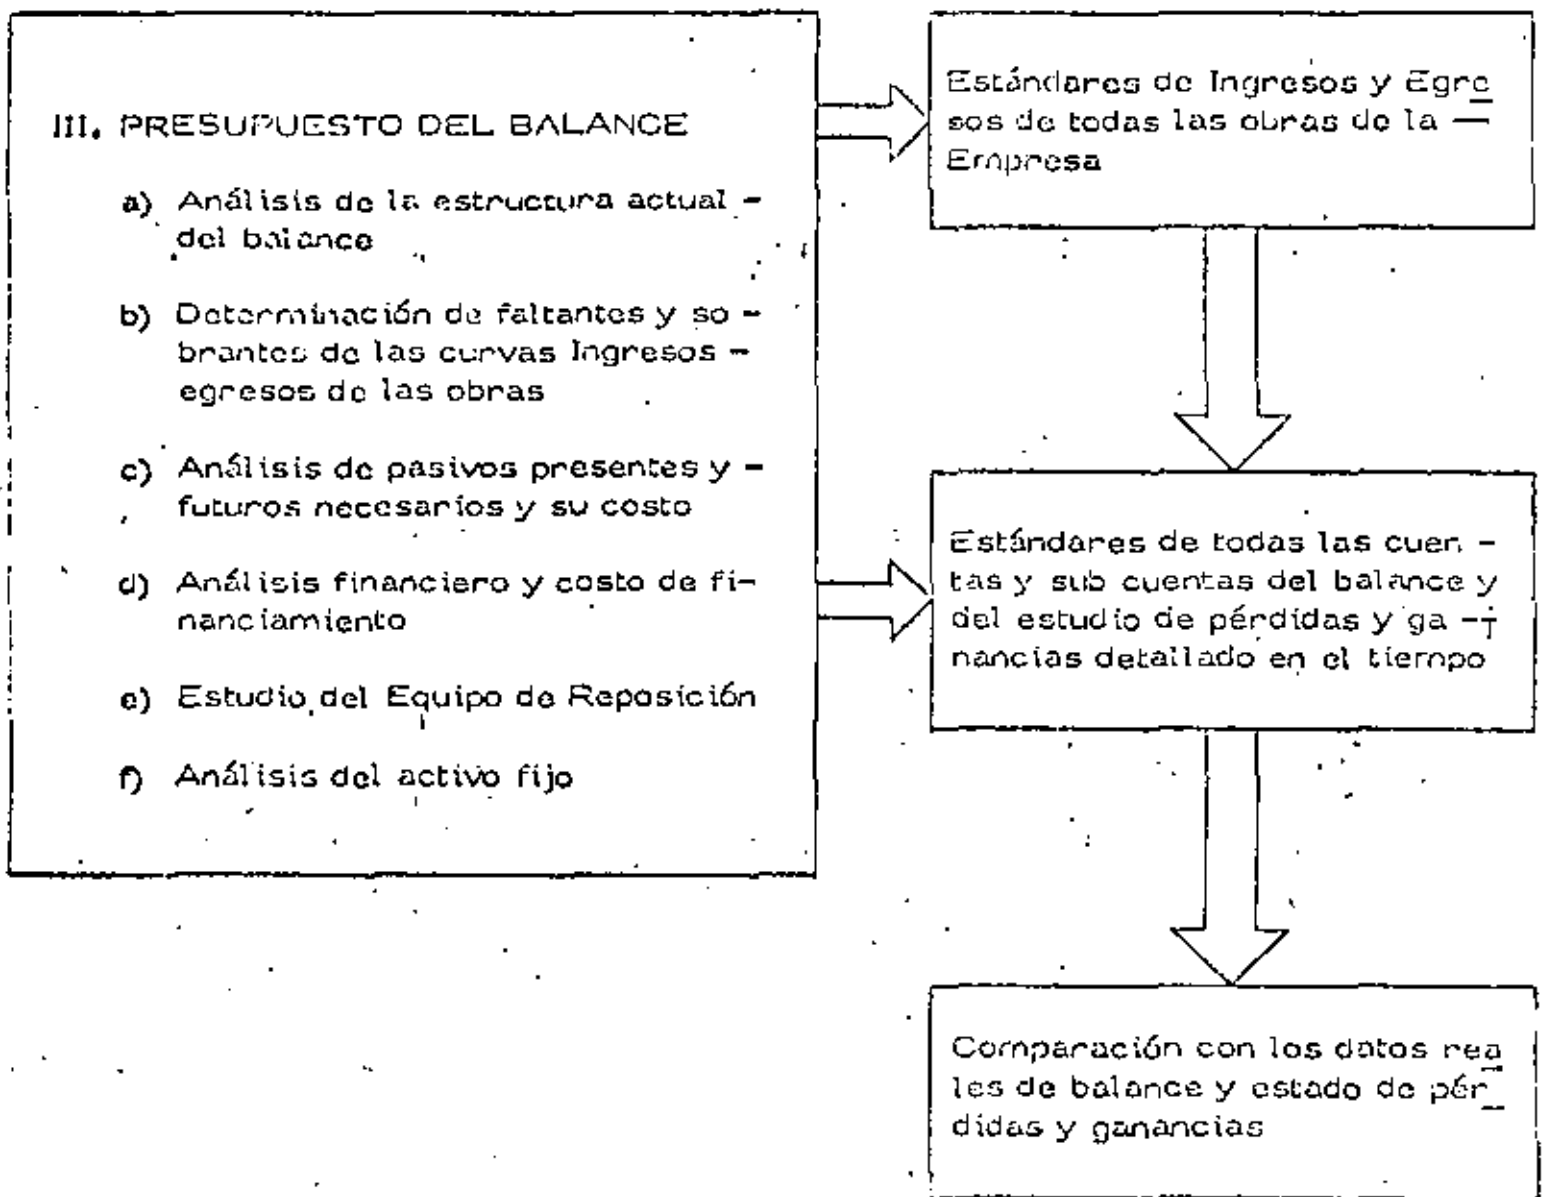 III. PRESUPUESTO DEL BALANCE
a) Análisis de la estructura actual -
del balance
b) Determinación de faltantes y so -
brantes de las curvas Ingresos -
egresos de las obras
c) Análisis de pasivos presentes y -
futuros necesarios y su costo
d) Análisis financiero y costo de fi-
nanciamiento
e) Estudio del Equipo de Reposición
f) Análisis del activo fijo
Estándares de Ingresos y Egre
sos de todas las obras de la —
Empresa
Estándares de todas las cuen -
tas y sub cuentas del balance y
del estudio de pérdidas y ga -
nancias detallado en el tiempo
Comparación con los datos rea
les de balance y estado de pér
didas y ganancias